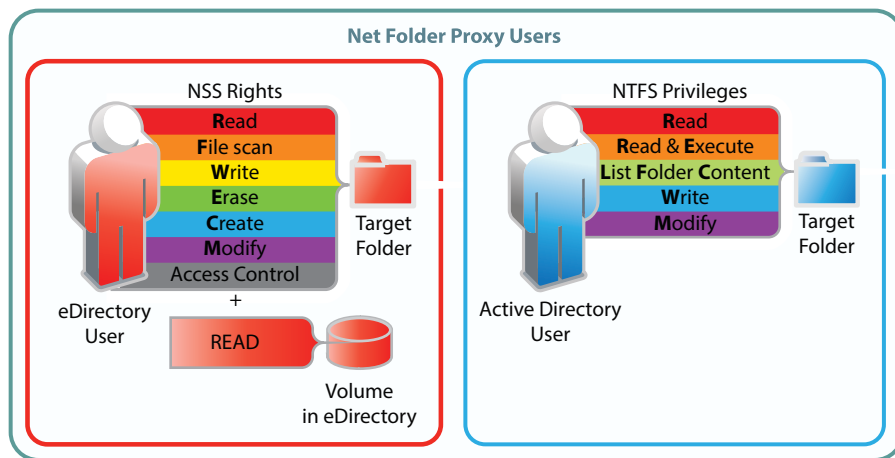 Net Folder Proxy Users
NSS Rights
Read
File scan
Write
Erase
Create
Modify
Access Control
+
Target
Folder
eDirectory
User
READ
Volume
in eDirectory
NTFS Privileges
Read
Read & Execute
List Folder Content
Write
Modify
Target
Folder
Active Directory
User